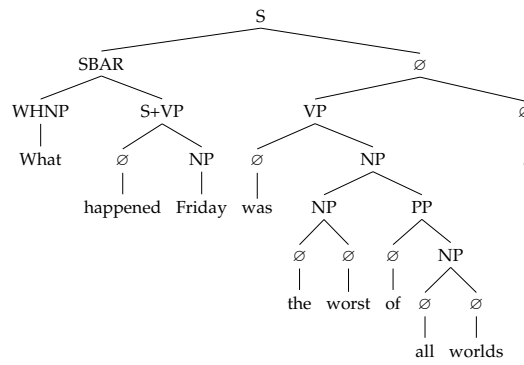 S
SBAR ∅
WHNP S+VP VP ∅
What ∅ NP ∅ NP .
happened Friday was NP PP
∅ ∅ ∅ NP
the worst of ∅ ∅
all worlds